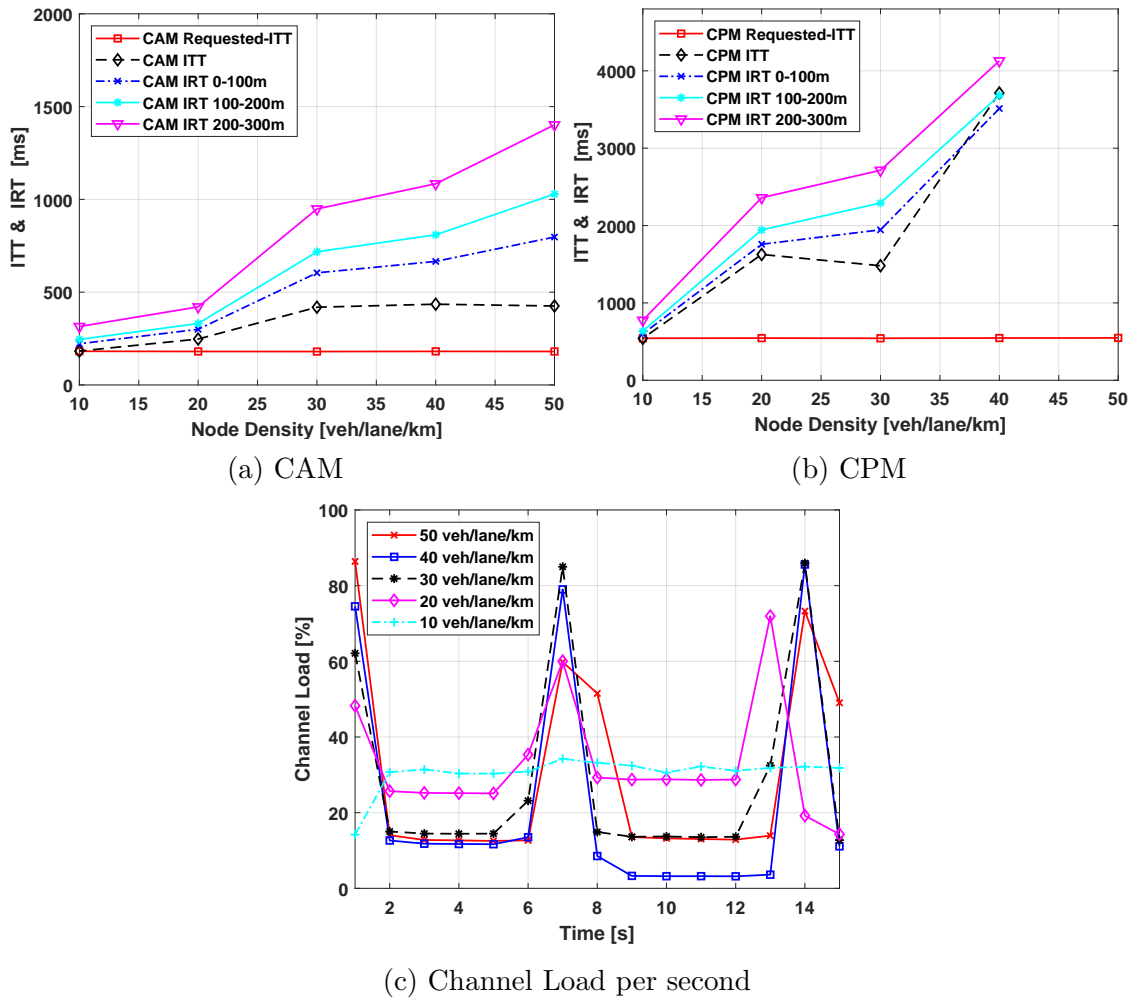 2000
1500
1000
500
0
ITT & IRT [ms]
CAM Requested-ITT
CAM ITT
CAM IRT 0-100m
CAM IRT 100-200m
CAM IRT 200-300m
10 15 20 25 30 35 40 45 50
Node Density [veh/lane/km]
(a) CAM
4000
3000
2000
1000
0
ITT & IRT [ms]
CPM Requested-ITT
CPM ITT
CPM IRT 0-100m
CPM IRT 100-200m
CPM IRT 200-300m
10 15 20 25 30 35 40 45 50
Node Density [veh/lane/km]
(b) CPM
100
80
60
40
20
0
Channel Load [%]
50 veh/lane/km
40 veh/lane/km
30 veh/lane/km
20 veh/lane/km
10 veh/lane/km
2 4 6 8 10 12 14
Time [s]
(c) Channel Load per second